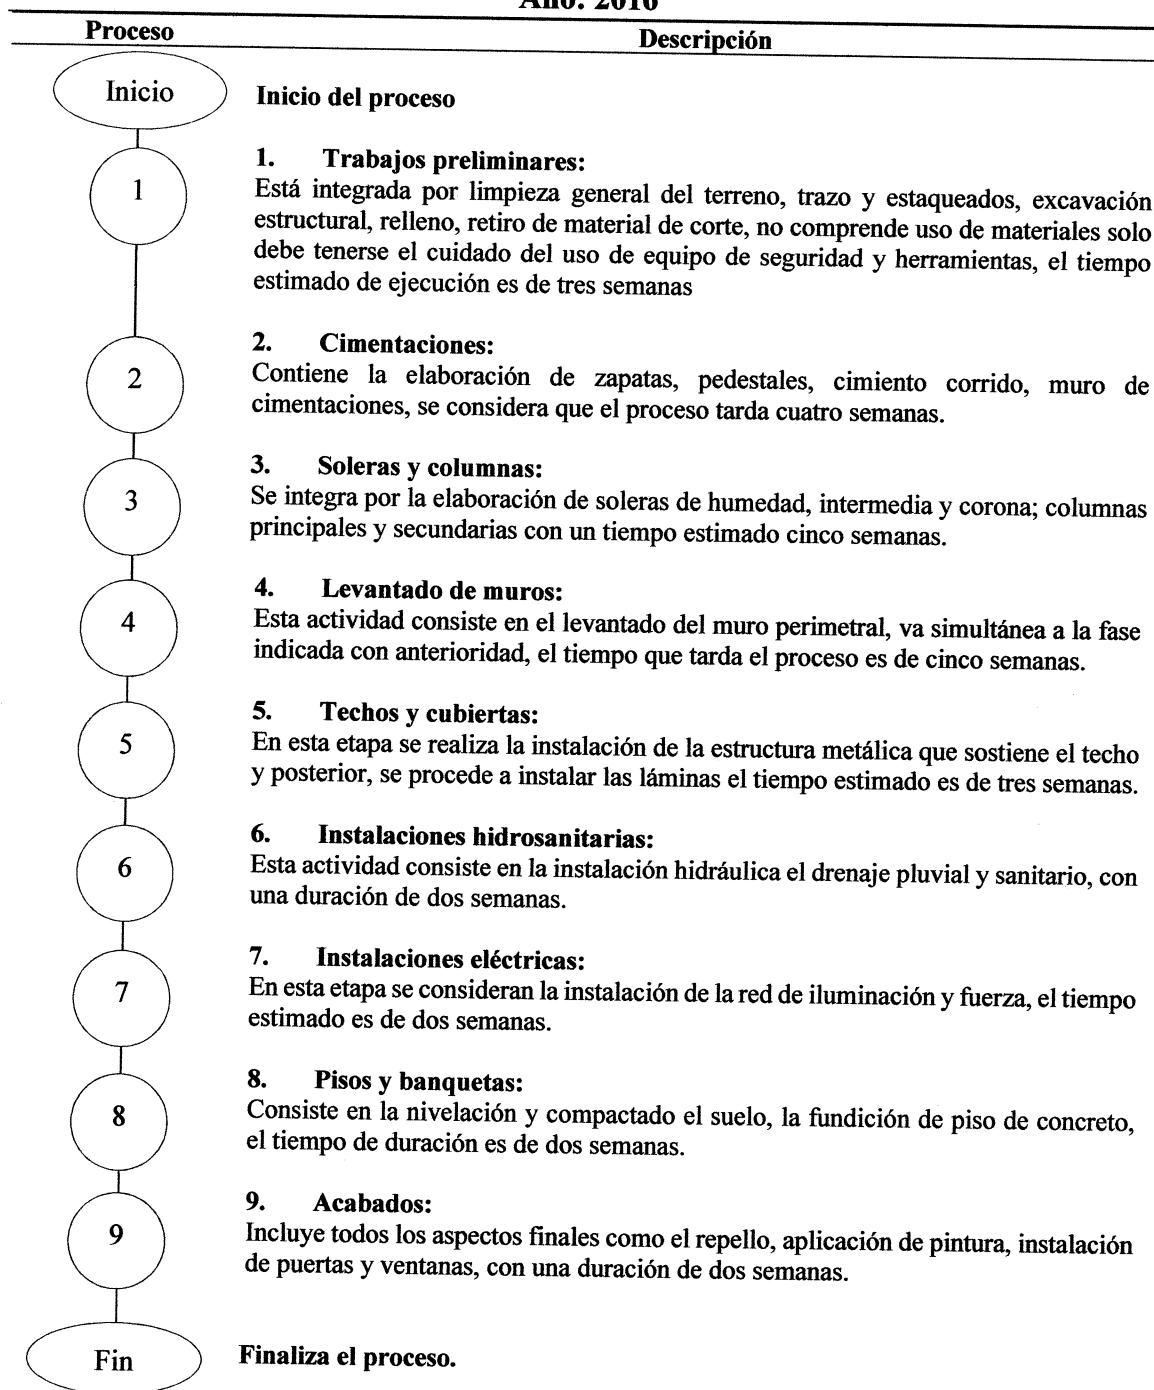 Año: 2016
Proceso
Descripción
Inicio
Inicio del proceso
1
1. Trabajos preliminares:
Está integrada por limpieza general del terreno, trazo y estaqueados, excavación
estructural, relleno, retiro de material de corte, no comprende uso de materiales solo
debe tenerse el cuidado del uso de equipo de seguridad y herramientas, el tiempo
estimado de ejecución es de tres semanas
2
2. Cimentaciones:
Contiene la elaboración de zapatas, pedestales, cimiento corrido, muro de
cimentaciones, se considera que el proceso tarda cuatro semanas.
3
3. Soleras y columnas:
Se integra por la elaboración de soleras de humedad, intermedia y corona; columnas
principales y secundarias con un tiempo estimado cinco semanas.
4
4. Levantado de muros:
Esta actividad consiste en el levantado del muro perimetral, va simultánea a la fase
indicada con anterioridad, el tiempo que tarda el proceso es de cinco semanas.
5
5. Techos y cubiertas:
En esta etapa se realiza la instalación de la estructura metálica que sostiene el techo
y posterior, se procede a instalar las láminas el tiempo estimado es de tres semanas.
6
6. Instalaciones hidrosanitarias:
Esta actividad consiste en la instalación hidráulica el drenaje pluvial y sanitario, con
una duración de dos semanas.
7
7. Instalaciones eléctricas:
En esta etapa se consideran la instalación de la red de iluminación y fuerza, el tiempo
estimado es de dos semanas.
8
8. Pisos y banquetas:
Consiste en la nivelación y compactado el suelo, la fundición de piso de concreto,
el tiempo de duración es de dos semanas.
9
9. Acabados:
Incluye todos los aspectos finales como el repello, aplicación de pintura, instalación
de puertas y ventanas, con una duración de dos semanas.
Fin
Finaliza el proceso.